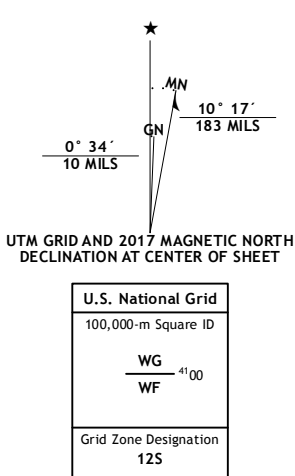 MN
10° 17´
183 MILS
GN
0° 34´
10 MILS
UTM GRID AND 2017 MAGNETIC NORTH
DECLINATION AT CENTER OF SHEET
U.S. National Grid
100,000-m Square ID
WG
4100
WF
Grid Zone Designation
12S